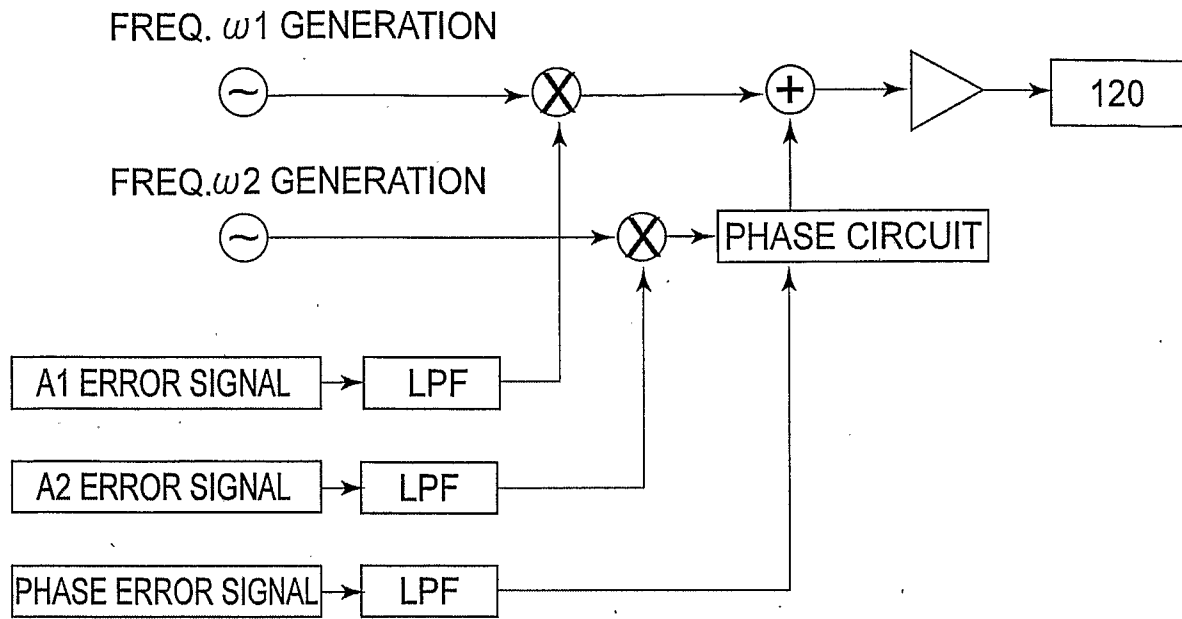 FREQ. ω1 GENERATION
120
FREQ.ω2 GENERATION
PHASE CIRCUIT
A1 ERROR SIGNAL
LPF
A2 ERROR SIGNAL
LPF
PHASE ERROR SIGNAL
LPF